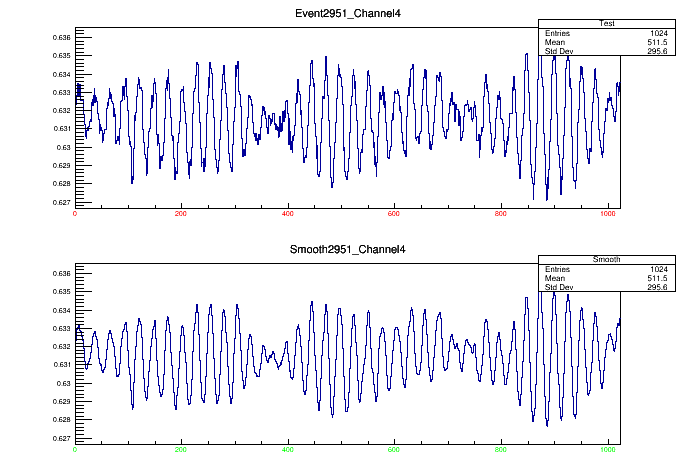 Event2951_Channel4
Test
Entries 1024
Mean 511.5
Std Dev 295.6
0.636
0.635
0.634
0.633
0.632
0.631
0.63
0.629
0.628
0.627
0 200 400 600 800 1000
Smooth2951_Channel4
Smooth
Entries 1024
Mean 511.5
Std Dev 295.6
0.636
0.635
0.634
0.633
0.632
0.631
0.63
0.629
0.628
0.627
0 200 400 600 800 1000